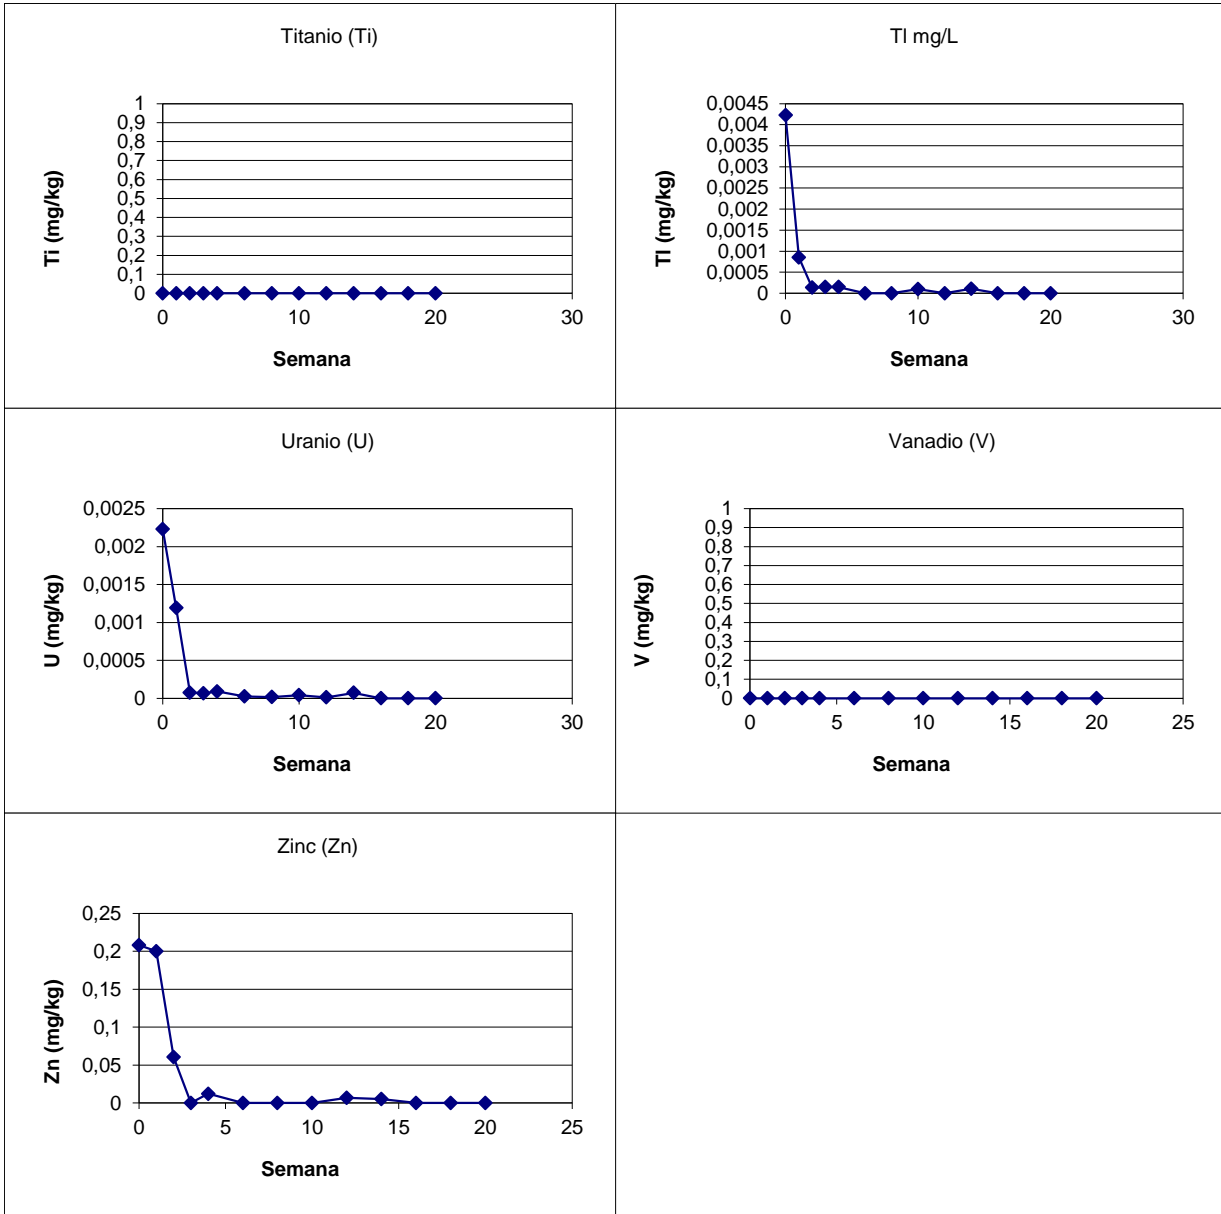 Titanio (Ti)
1
0,9
0,8
0,7
0,6
0,5
0,4
0,3
0,2
0,1
0
Ti (mg/kg)
0 10 20 30
Semana
Tl mg/L
0,0045
0,004
0,0035
0,003
0,0025
0,002
0,0015
0,001
0,0005
0
Tl (mg/kg)
0 10 20 30
Semana
Uranio (U)
0,0025
0,002
0,0015
0,001
0,0005
0
U (mg/kg)
0 10 20 30
Semana
Vanadio (V)
1
0,9
0,8
0,7
0,6
0,5
0,4
0,3
0,2
0,1
0
V (mg/kg)
0 5 10 15 20 25
Semana
Zinc (Zn)
0,25
0,2
0,15
0,1
0,05
0
Zn (mg/kg)
0 5 10 15 20 25
Semana